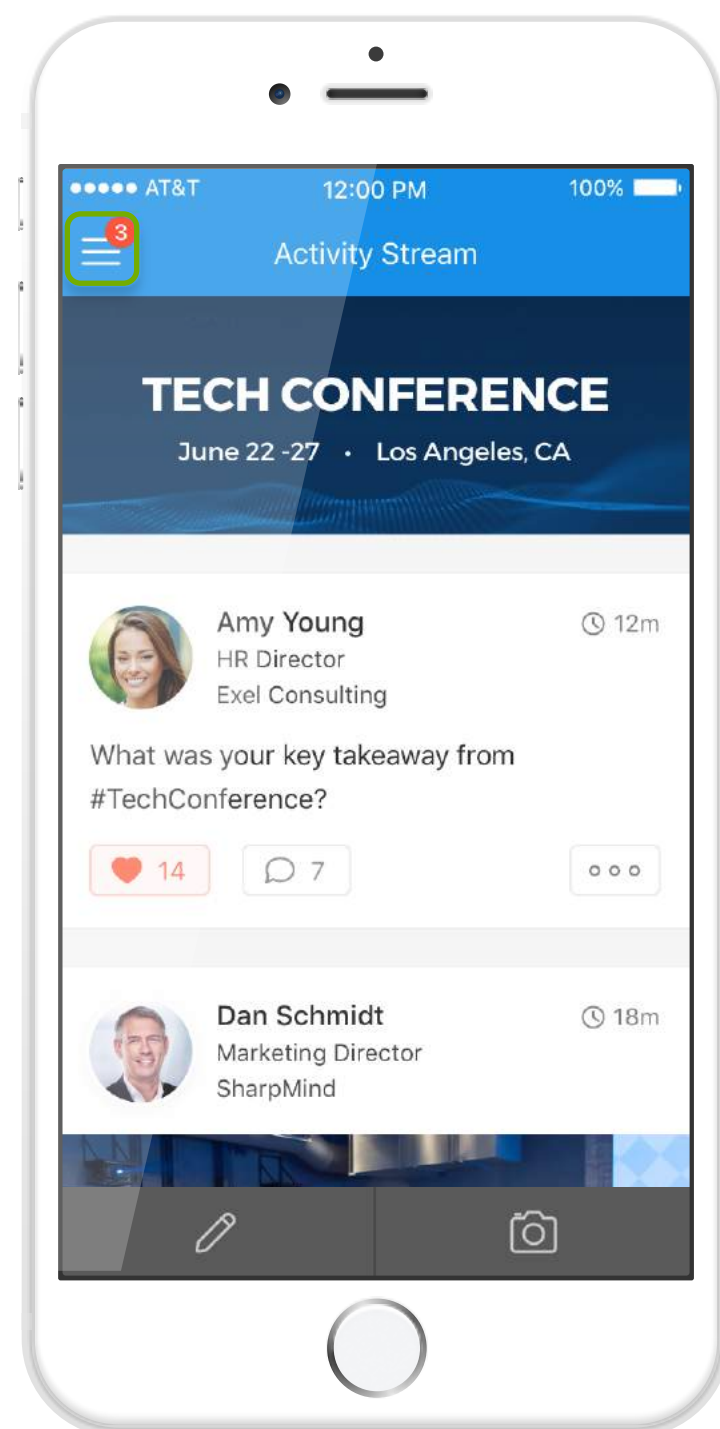 AT&T 12:00 PM 100%
3
Activity Stream
TECH CONFERENCE
June 22 -27 · Los Angeles, CA
Amy Young 12m
HR Director
Exel Consulting
What was your key takeaway from
#TechConference?
14 7
Dan Schmidt 18m
Marketing Director
SharpMind